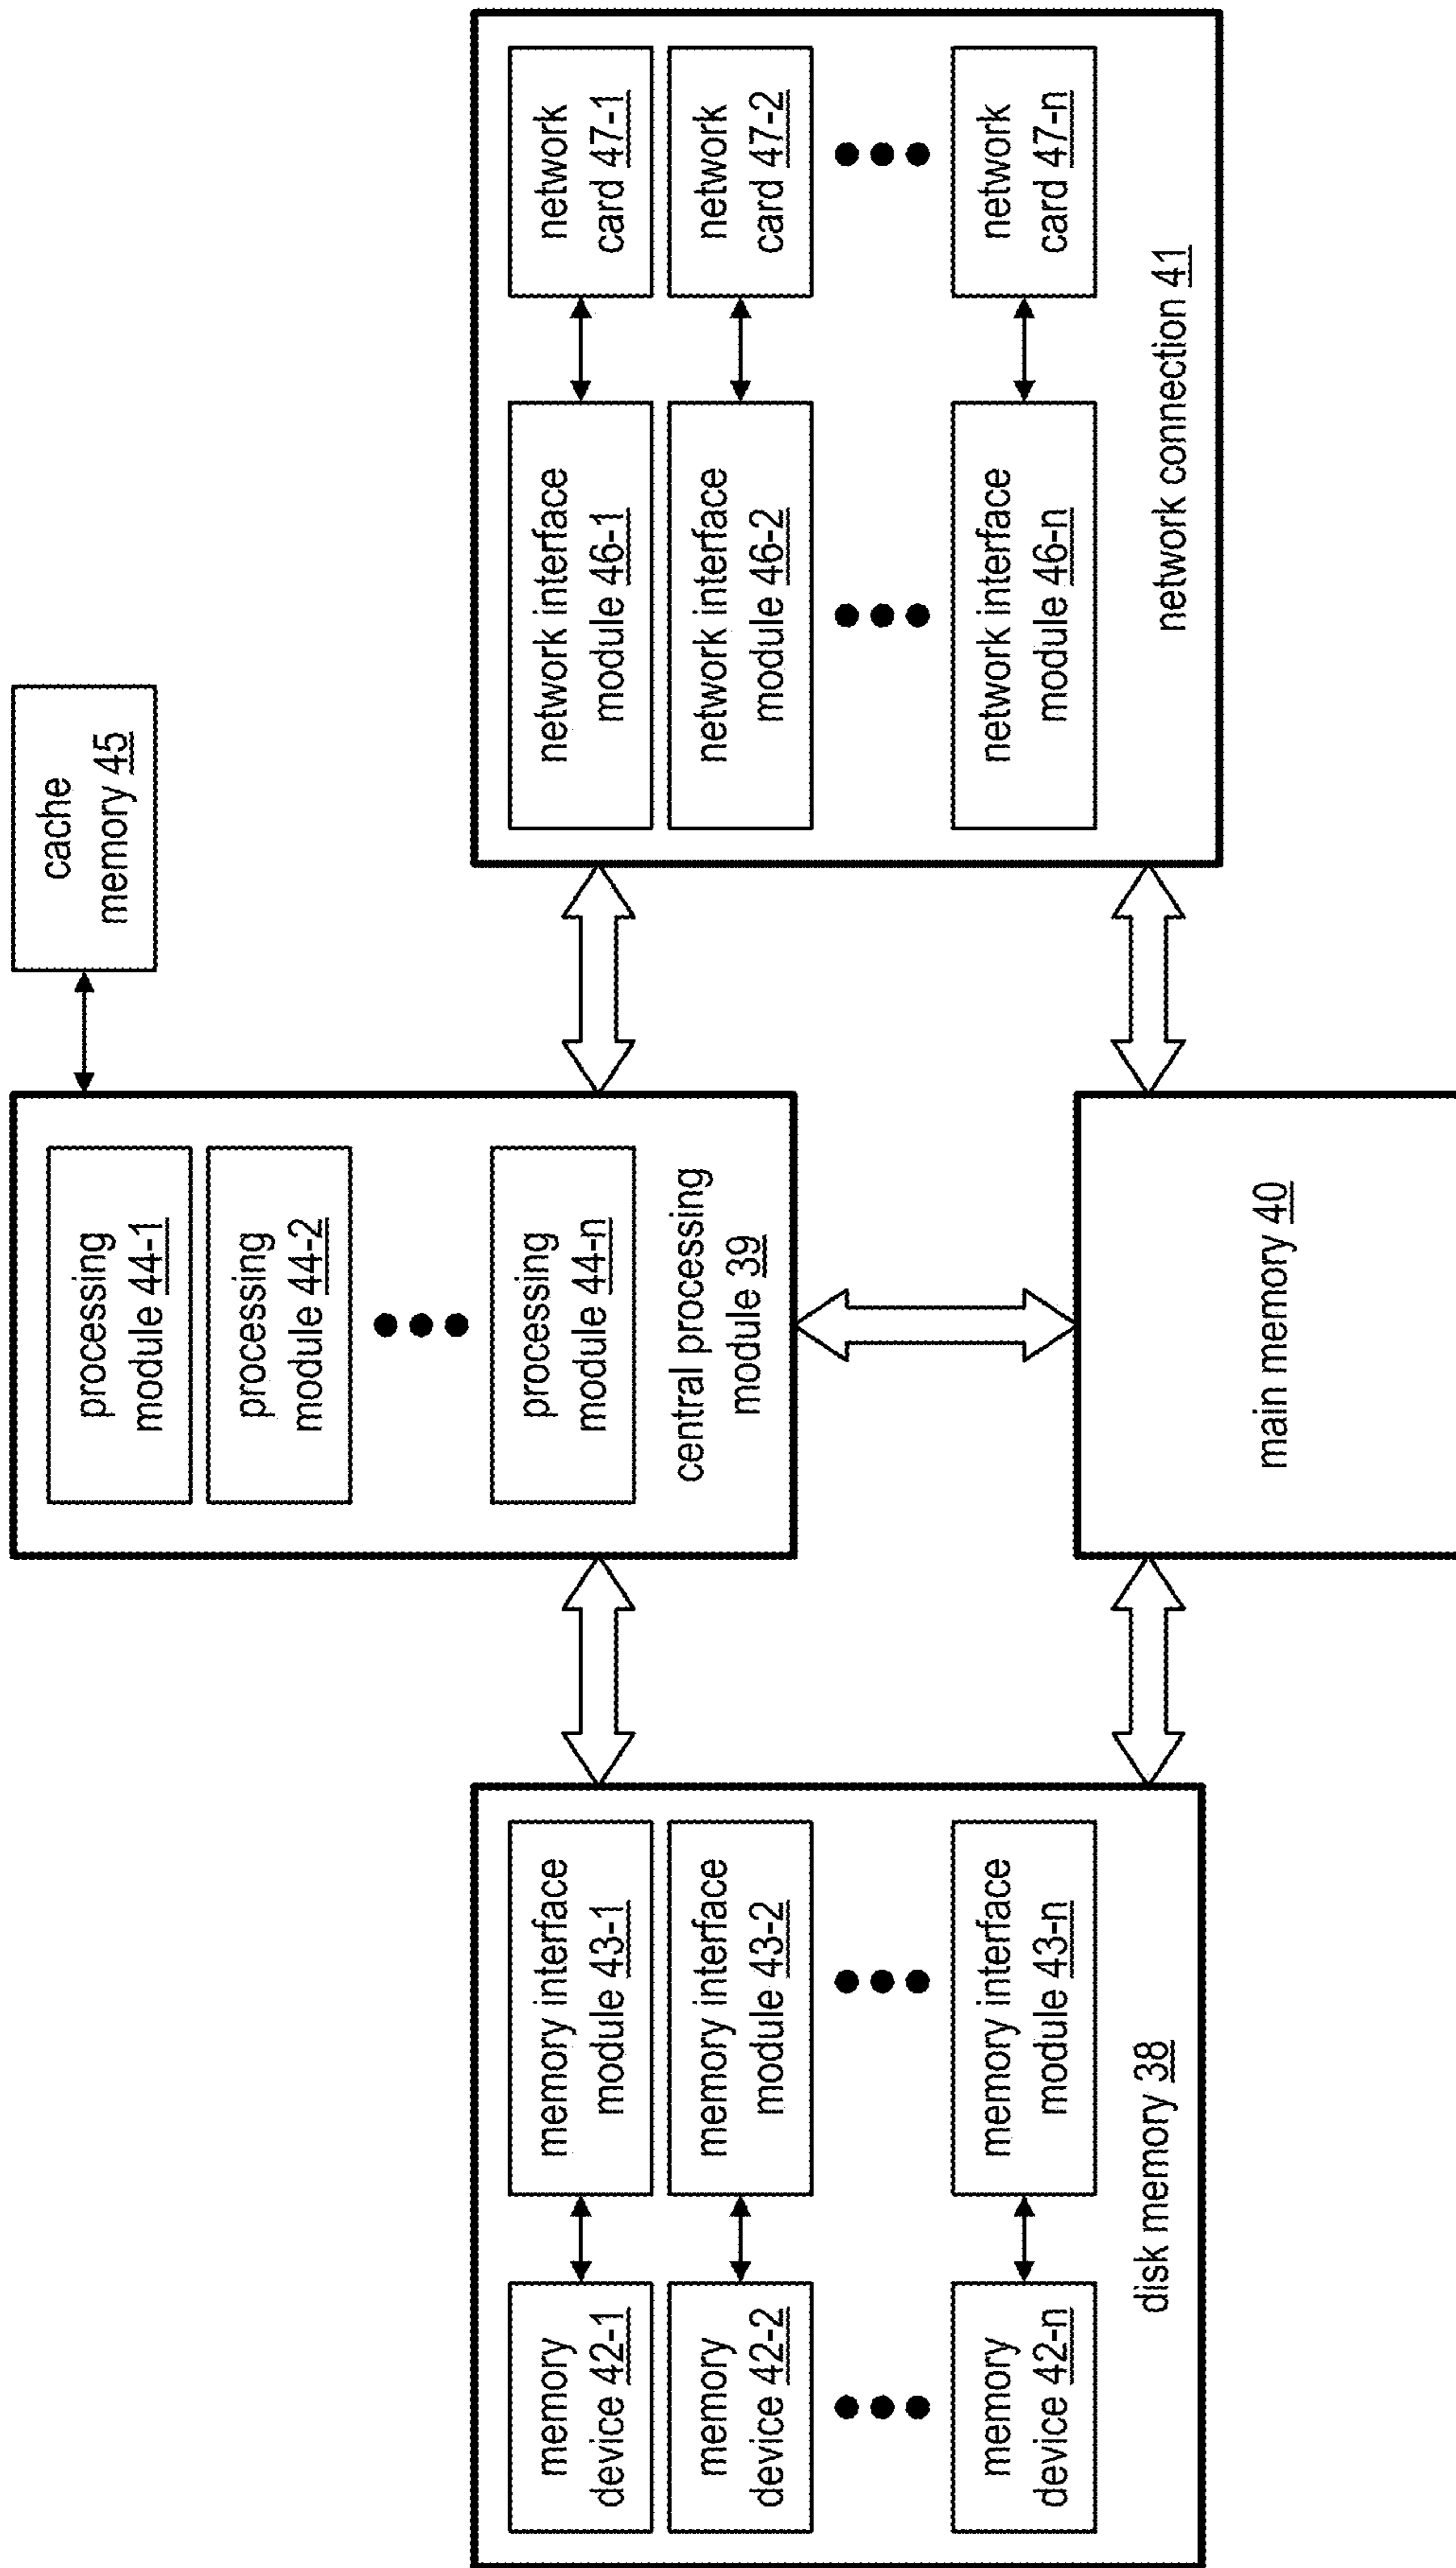 cache
memory 45
processing
module 44-1
processing
module 44-2
processing
module 44-n
central processing
module 39
memory
device 42-1
memory interface
module 43-1
memory
device 42-2
memory interface
module 43-2
memory
device 42-n
memory interface
module 43-n
disk memory 38
network interface
module 46-1
network
card 47-1
network interface
module 46-2
network
card 47-2
network interface
module 46-n
network
card 47-n
network connection 41
main memory 40